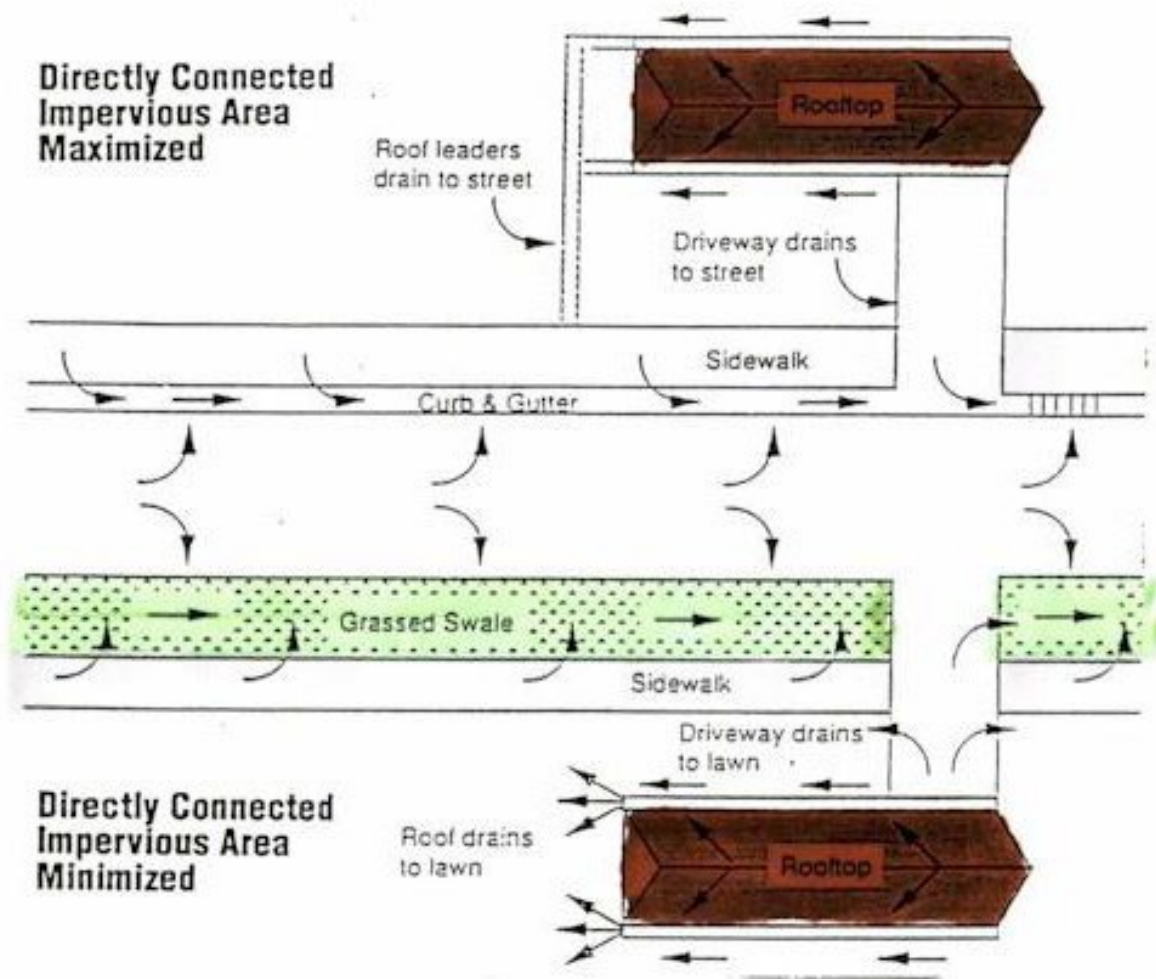 Directly Connected
Impervious Area
Maximized
Rooftop
Roof leaders
drain to street
Driveway drains
to street
Sidewalk
Curb & Gutter
Grassed Swale
Sidewalk
Driveway drains
to lawn
Directly Connected
Impervious Area
Minimized
Roof drains
to lawn
Rooftop